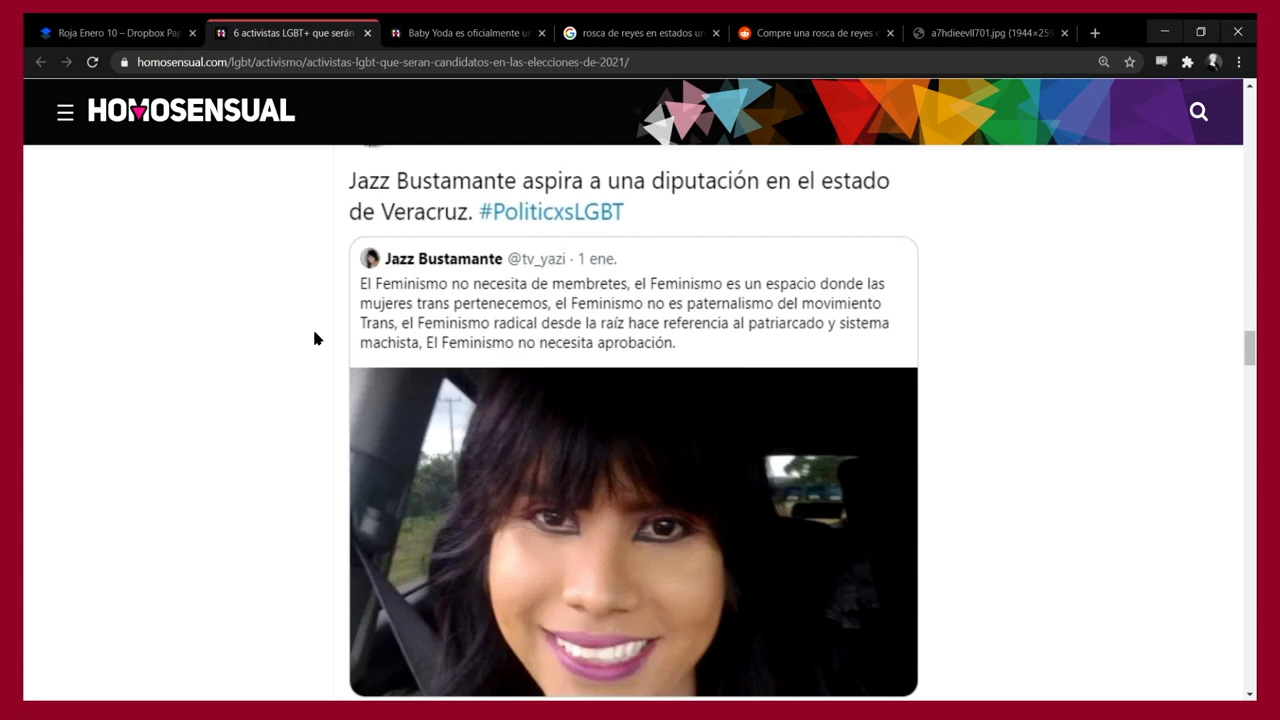 Roja Enero 10 – Dropbox Pap
6 activistas LGBT+ que serán
Baby Yoda es oficialmente un
rosca de reyes en estados un
Compre una rosca de reyes e
a7hdieevll701.jpg (1944×259
homosensual.com/lgbt/activismo/activistas-lgbt-que-seran-candidatos-en-las-elecciones-de-2021/
HOMOSENSUAL
Jazz Bustamante aspira a una diputación en el estado
de Veracruz. #PoliticxsLGBT
Jazz Bustamante @tv_yazi · 1 ene.
El Feminismo no necesita de membretes, el Feminismo es un espacio donde las
mujeres trans pertenecemos, el Feminismo no es paternalismo del movimiento
Trans, el Feminismo radical desde la raíz hace referencia al patriarcado y sistema
machista, El Feminismo no necesita aprobación.